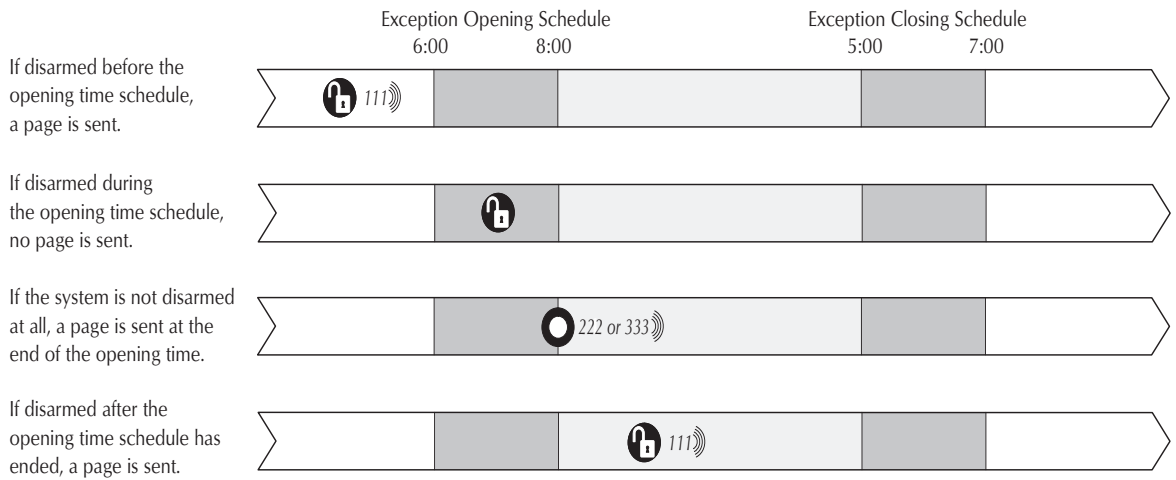 Exception Opening Schedule
Exception Closing Schedule
6:00
8:00
5:00
7:00
If disarmed before the
opening time schedule,
a page is sent.
111
If disarmed during
the opening time schedule,
no page is sent.
If the system is not disarmed
at all, a page is sent at the
end of the opening time.
222 or 333
If disarmed after the
opening time schedule has
ended, a page is sent.
111